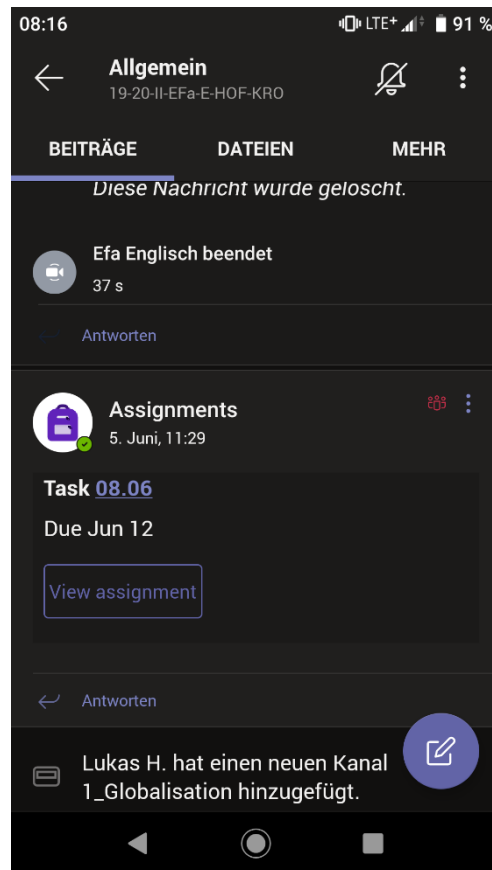 08:16 LTE+ 91 %
Allgemein
19-20-II-EFa-E-HOF-KRO
BEITRÄGE DATEIEN MEHR
Diese Nachricht wurde gelöscht.
Efa Englisch beendet
37 s
Antworten
Assignments
5. Juni, 11:29
Task 08.06
Due Jun 12
View assignment
Antworten
Lukas H. hat einen neuen Kanal
1_Globalisation hinzugefügt.